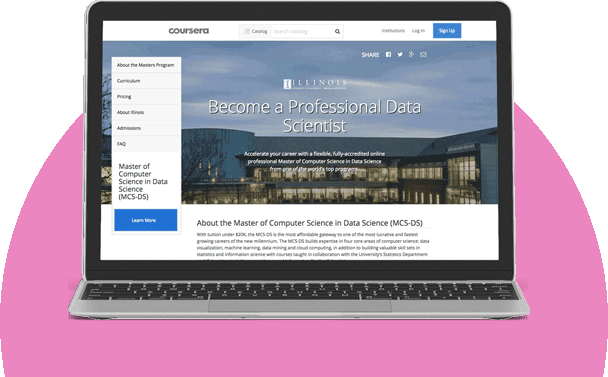 coursera
Catalog
Search catalog
Institutions
Log In
Sign Up
SHARE
About the Masters Program
Curriculum
Pricing
About Illinois
Admissions
FAQ
Master of
Computer
Science in Data
Science
(MCS-DS)
Learn More
ILLINOIS
Become a Professional Data
Scientist
Accelerate your career with a flexible, fully-accredited online
professional Master of Computer Science in Data Science
from one of the world's top programs.
About the Master of Computer Science in Data Science (MCS-DS)
With tuition under $20K, the MCS-DS is the most affordable gateway to one of the most lucrative and fastest
growing careers of the new millennium. The MCS-DS builds expertise in four core areas of computer science: data
visualization, machine learning, data mining and cloud computing, in addition to building valuable skill sets in
statistics and information science with courses taught in collaboration with the University's Statistics Department